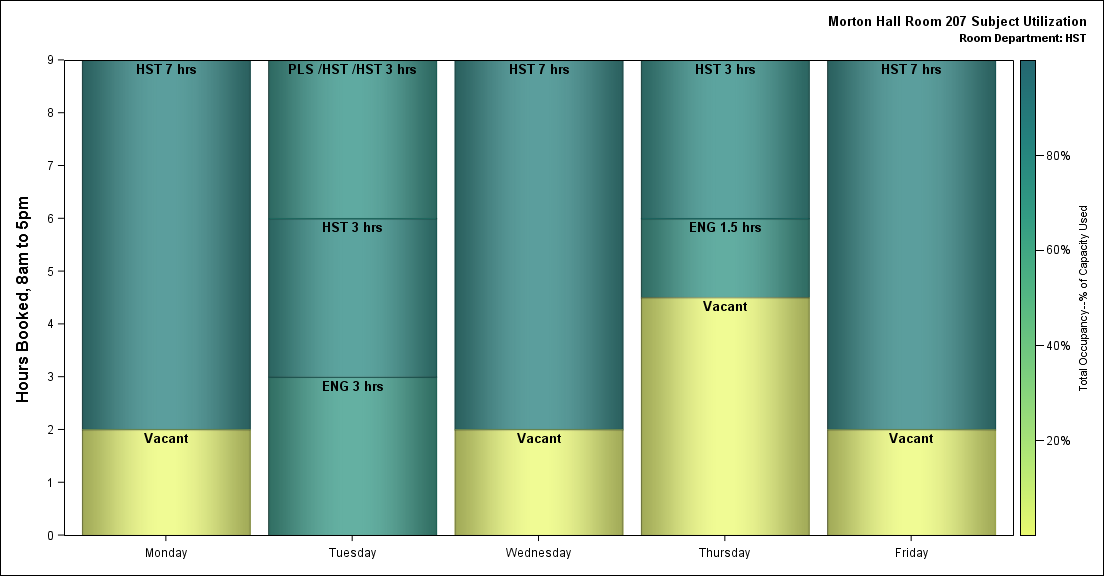 Morton Hall Room 207 Subject Utilization
Room Department: HST
Hours Booked, 8am to 5pm
9
8
7
6
5
4
3
2
1
0
HST 7 hrs
Vacant
PLS /HST /HST 3 hrs
HST 3 hrs
ENG 3 hrs
HST 7 hrs
Vacant
HST 3 hrs
ENG 1.5 hrs
Vacant
HST 7 hrs
Vacant
Monday
Tuesday
Wednesday
Thursday
Friday
80%
60%
40%
20%
Total Occupancy--% of Capacity Used